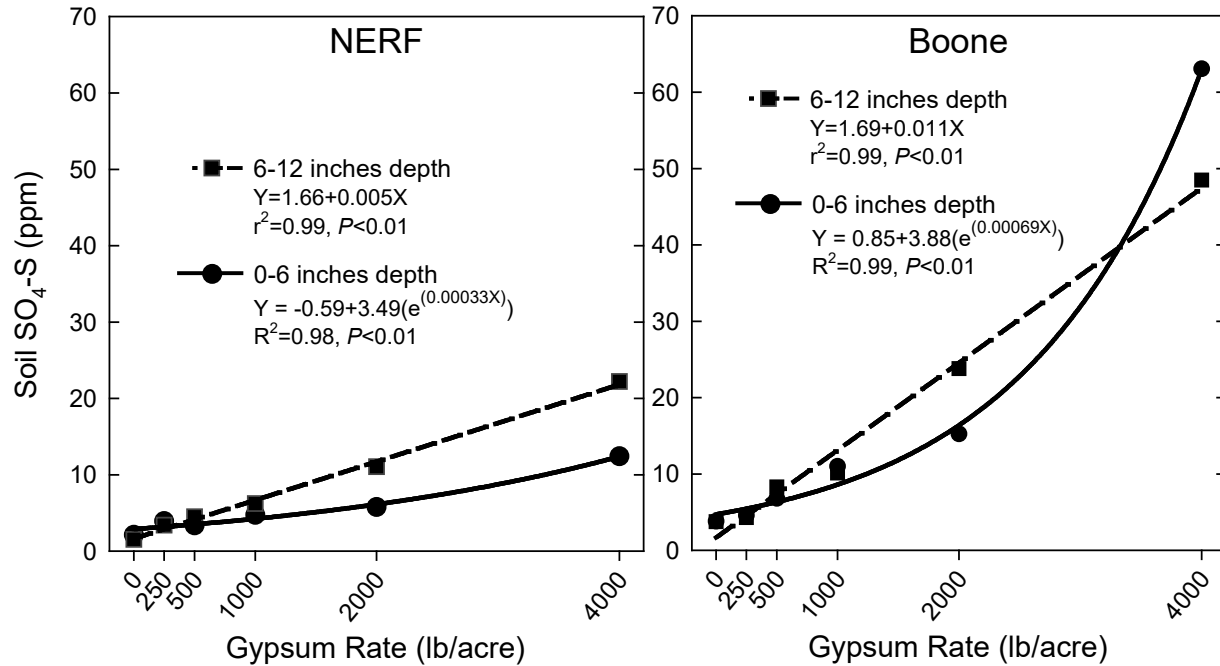 NERF
6-12 inches depth
Y=1.66+0.005X
r²=0.99, P<0.01
0-6 inches depth
Y = -0.59+3.49(e^(0.00033X))
R²=0.98, P<0.01
70
60
50
40
30
20
10
0
Soil SO₄-S (ppm)
0
250
500
1000
2000
4000
Gypsum Rate (lb/acre)
Boone
6-12 inches depth
Y=1.69+0.011X
r²=0.99, P<0.01
0-6 inches depth
Y = 0.85+3.88(e^(0.00069X))
R²=0.99, P<0.01
70
60
50
40
30
20
10
0
0
250
500
1000
2000
4000
Gypsum Rate (lb/acre)